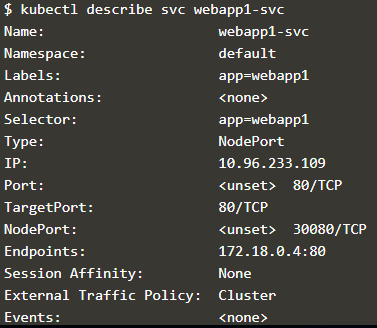 $ kubectl describe svc webapp1-svc
Name: webapp1-svc
Namespace: default
Labels: app=webapp1
Annotations: <none>
Selector: app=webapp1
Type: NodePort
IP: 10.96.233.109
Port: <unset> 80/TCP
TargetPort: 80/TCP
NodePort: <unset> 30080/TCP
Endpoints: 172.18.0.4:80
Session Affinity: None
External Traffic Policy: Cluster
Events: <none>